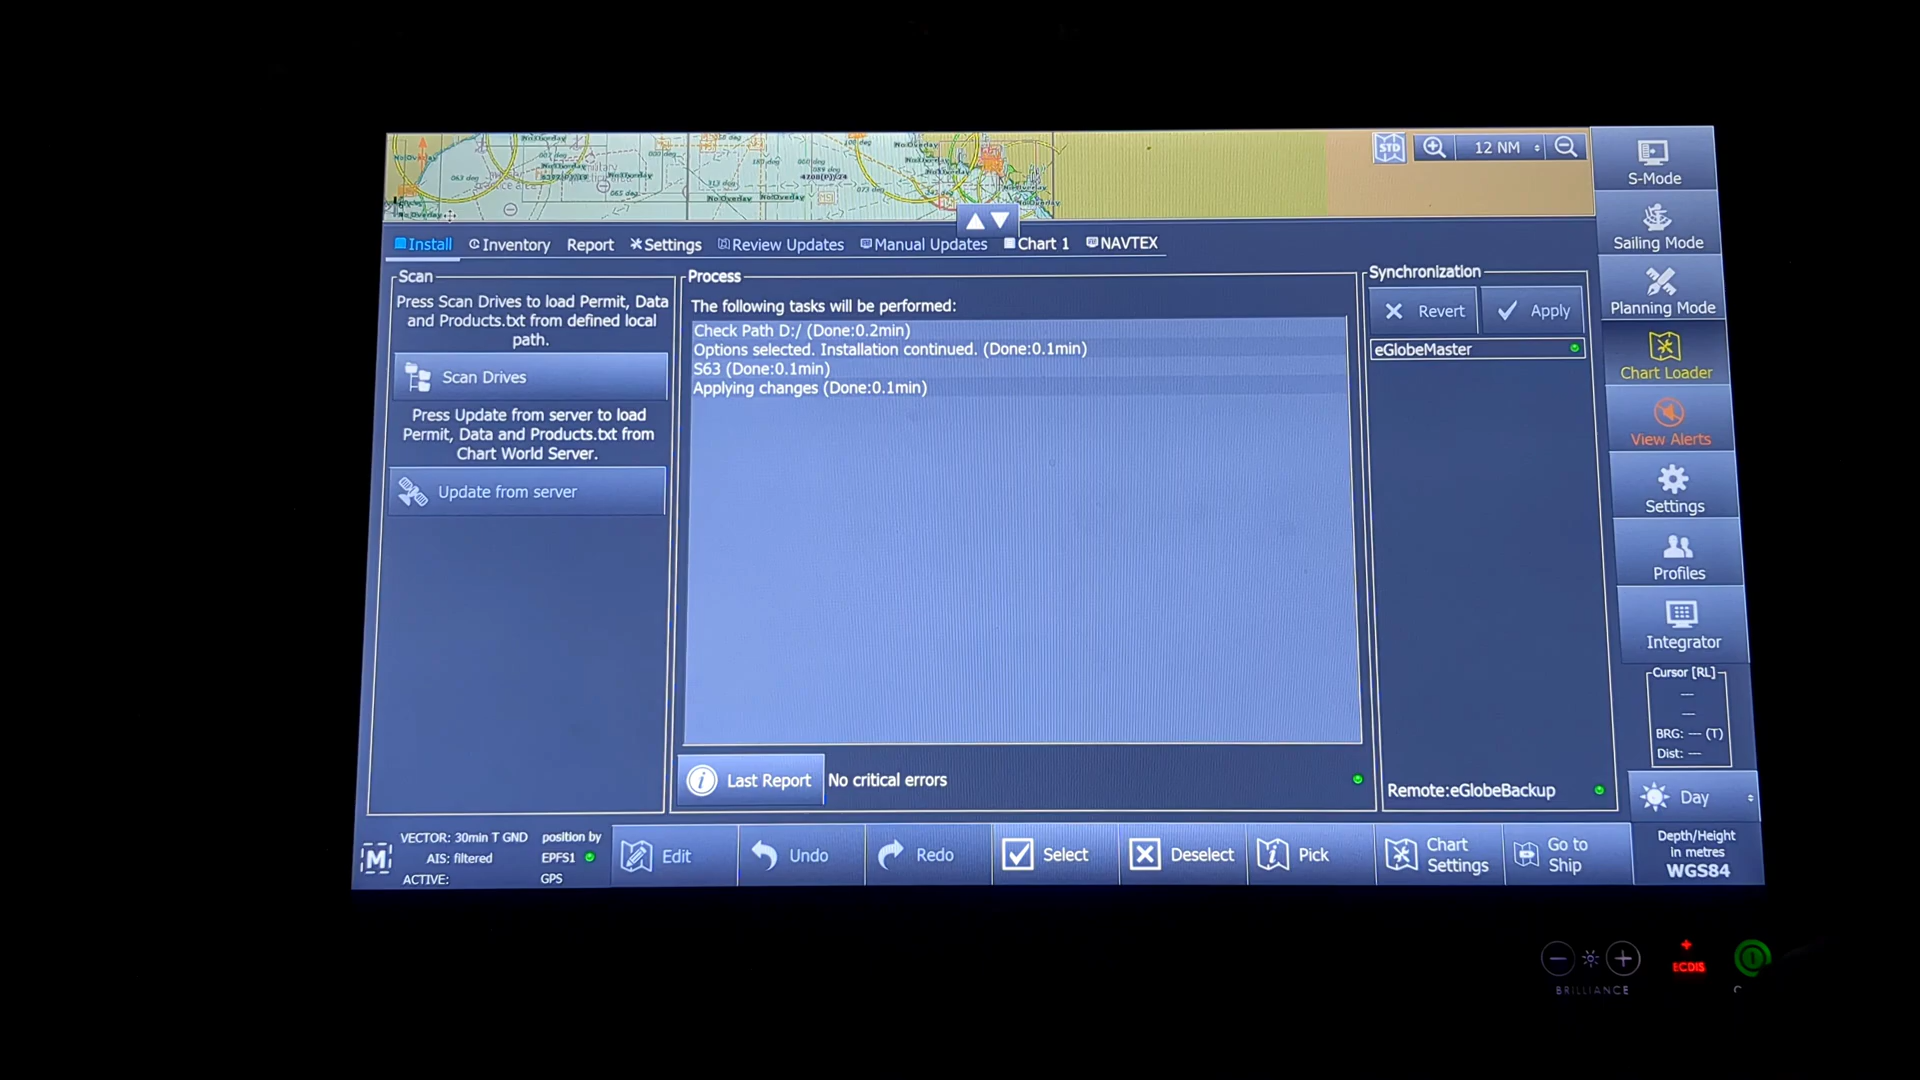 STD
12 NM
S-Mode
Sailing Mode
Planning Mode
Chart Loader
View Alerts
Settings
Profiles
Integrator
Install Inventory Report Settings Review Updates Manual Updates Chart 1 NAVTEX
Scan
Press Scan Drives to load Permit, Data
and Products.txt from defined local
path.
Scan Drives
Press Update from server to load
Permit, Data and Products.txt from
Chart World Server.
Update from server
Process
The following tasks will be performed:
Check Path D:/ (Done:0.2min)
Options selected. Installation continued. (Done:0.1min)
S63 (Done:0.1min)
Applying changes (Done:0.1min)
Last Report No critical errors
Synchronization
Revert Apply
eGlobeMaster
Remote:eGlobeBackup
Cursor [RL]
---
---
BRG: --- (T)
Dist: ---
Day
Depth/Height
in metres
WGS84
M
VECTOR: 30min T GND position by
AIS: filtered EPFS1
ACTIVE: GPS
Edit Undo Redo Select Deselect Pick Chart Settings Go to Ship
BRILLIANCE
ECDIS